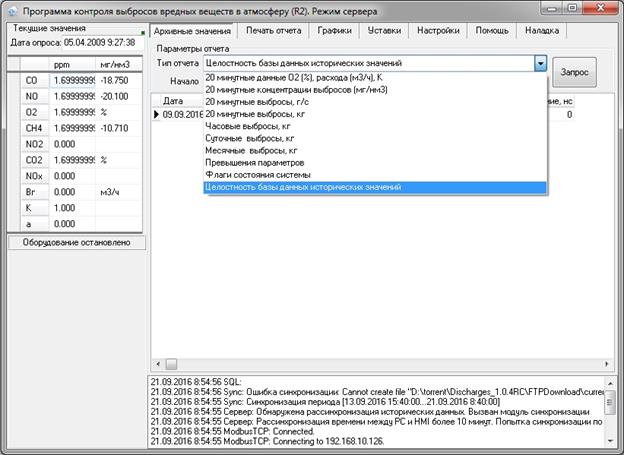 Программа контроля выбросов вредных веществ в атмосферу (R2). Режим сервера
Текущие значения
Дата опроса: 05.04.2009 9:27:38
ppm мг/нм3
CO 1.69999999 -18.750
NO 1.69999999 -20.100
O2 1.69999999 %
CH4 1.69999999 -10.710
NO2 0.000
CO2 1.69999999 %
NOx 0.000
Вг 0.000 м3/ч
K 1.000
a 0.000
Оборудование остановлено
Архивные значения Печать отчета Графики Уставки Настройки Помощь Наладка
Параметры отчета
Тип отчета Целостность базы данных исторических значений
Запрос
Начало
20 минутные данные O2 (%), расхода (м3/ч), К
20 минутные концентрации выбросов (мг/нм3)
20 минутные выбросы, г/с
20 минутные выбросы, кг
Часовые выбросы, кг
Суточные выбросы, кг
Месячные выбросы, кг
Превышения параметров
Флаги состояния системы
Целостность базы данных исторических значений
Дата ние, нс
09.09.2016 0
21.09.2016 8:54:56 SQL:
21.09.2016 8:54:56 Sync: Ошибка синхронизации: Cannot create file "D:\torrent\Discharges_1.0.4RC\FTPDownload\curren
21.09.2016 8:54:55 Sync: Синхронизация периода [13.09.2016 15:40:00...21.09.2016 8:40:00]
21.09.2016 8:54:55 Сервер: Обнаружена рассинхронизация исторических данных. Вызван модуль синхронизации
21.09.2016 8:54:55 Сервер: Рассинхронизация времени между PC и HMI более 10 минут. Попытка синхронизации по
21.09.2016 8:54:55 ModbusTCP: Connected.
21.09.2016 8:54:55 ModbusTCP: Connecting to 192.168.10.126.